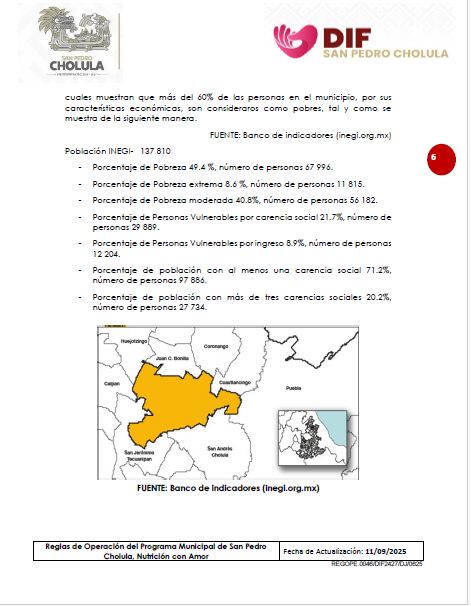 SAN PEDRO
CHOLULA
DIF
SAN PEDRO CHOLULA
cuales muestran que más del 60% de las personas en el municipio, por sus
características económicas, son consideraros como pobres, tal y como se
muestra de la siguiente manera.
FUENTE: Banco de indicadores (inegi.org.mx)
6
Población INEGI- 137 810
- Porcentaje de Pobreza 49.4 %, número de personas 67 996.
- Porcentaje de Pobreza extrema 8.6 %, número de personas 11 815.
- Porcentaje de Pobreza moderada 40.8%, número de personas 56 182.
- Porcentaje de Personas Vulnerables por carencia social 21.7%, número de
personas 29 889.
- Porcentaje de Personas Vulnerables por ingreso 8.9%, número de personas
12 204.
- Porcentaje de población con al menos una carencia social 71.2%,
número de personas 97 886.
- Porcentaje de población con más de tres carencias sociales 20.2%,
número de personas 27 734.
Huejotzingo
Coronango
Juan C. Bonilla
Calpan
Cuautlancingo
Puebla
San Jerónimo
Tecuanipan
San Andrés
Cholula
FUENTE: Banco de indicadores (inegi.org.mx)
Reglas de Operación del Programa Municipal de San Pedro
Cholula, Nutrición con Amor
Fecha de Actualización: 11/09/2025
REGOPE.0046/DIF2427/DJ/0625